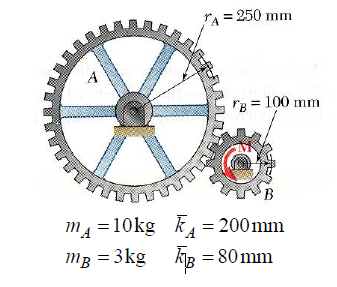 r_A = 250 mm
A
r_B = 100 mm
M
B
m_A = 10 kg k̄_A = 200 mm
m_B = 3 kg k̄_B = 80 mm